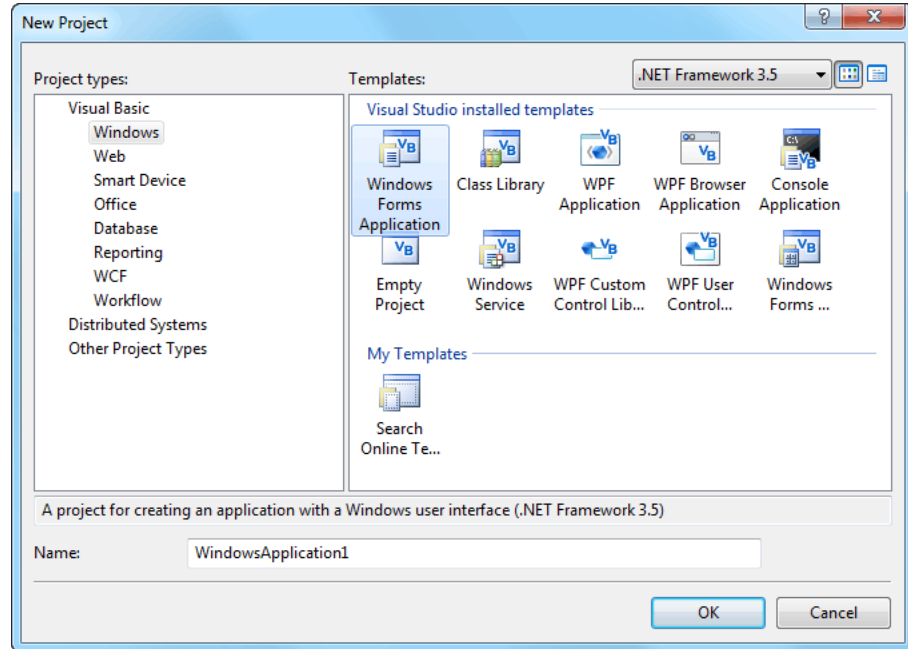 New Project
Project types:
Templates:
.NET Framework 3.5
Visual Basic
Windows
Web
Smart Device
Office
Database
Reporting
WCF
Workflow
Distributed Systems
Other Project Types
Visual Studio installed templates
Windows Forms Application
Class Library
WPF Application
WPF Browser Application
Console Application
Empty Project
Windows Service
WPF Custom Control Lib...
WPF User Control...
Windows Forms ...
My Templates
Search Online Te...
A project for creating an application with a Windows user interface (.NET Framework 3.5)
Name:
WindowsApplication1
OK
Cancel